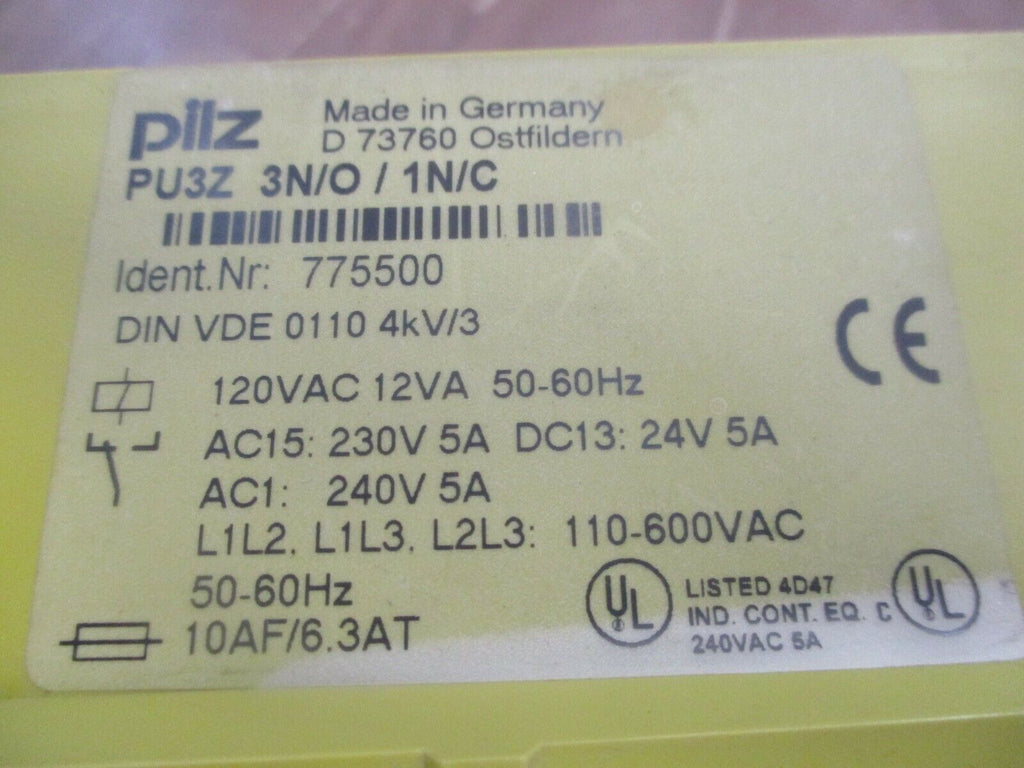 pilz Made in Germany
D 73760 Ostfildern
PU3Z 3N/O / 1N/C
Ident.Nr: 775500
DIN VDE 0110 4kV/3
CE
120VAC 12VA 50-60Hz
AC15: 230V 5A DC13: 24V 5A
AC1: 240V 5A
L1L2, L1L3, L2L3: 110-600VAC
50-60Hz
10AF/6.3AT
UL LISTED 4D47
IND. CONT. EQ. C UL
240VAC 5A